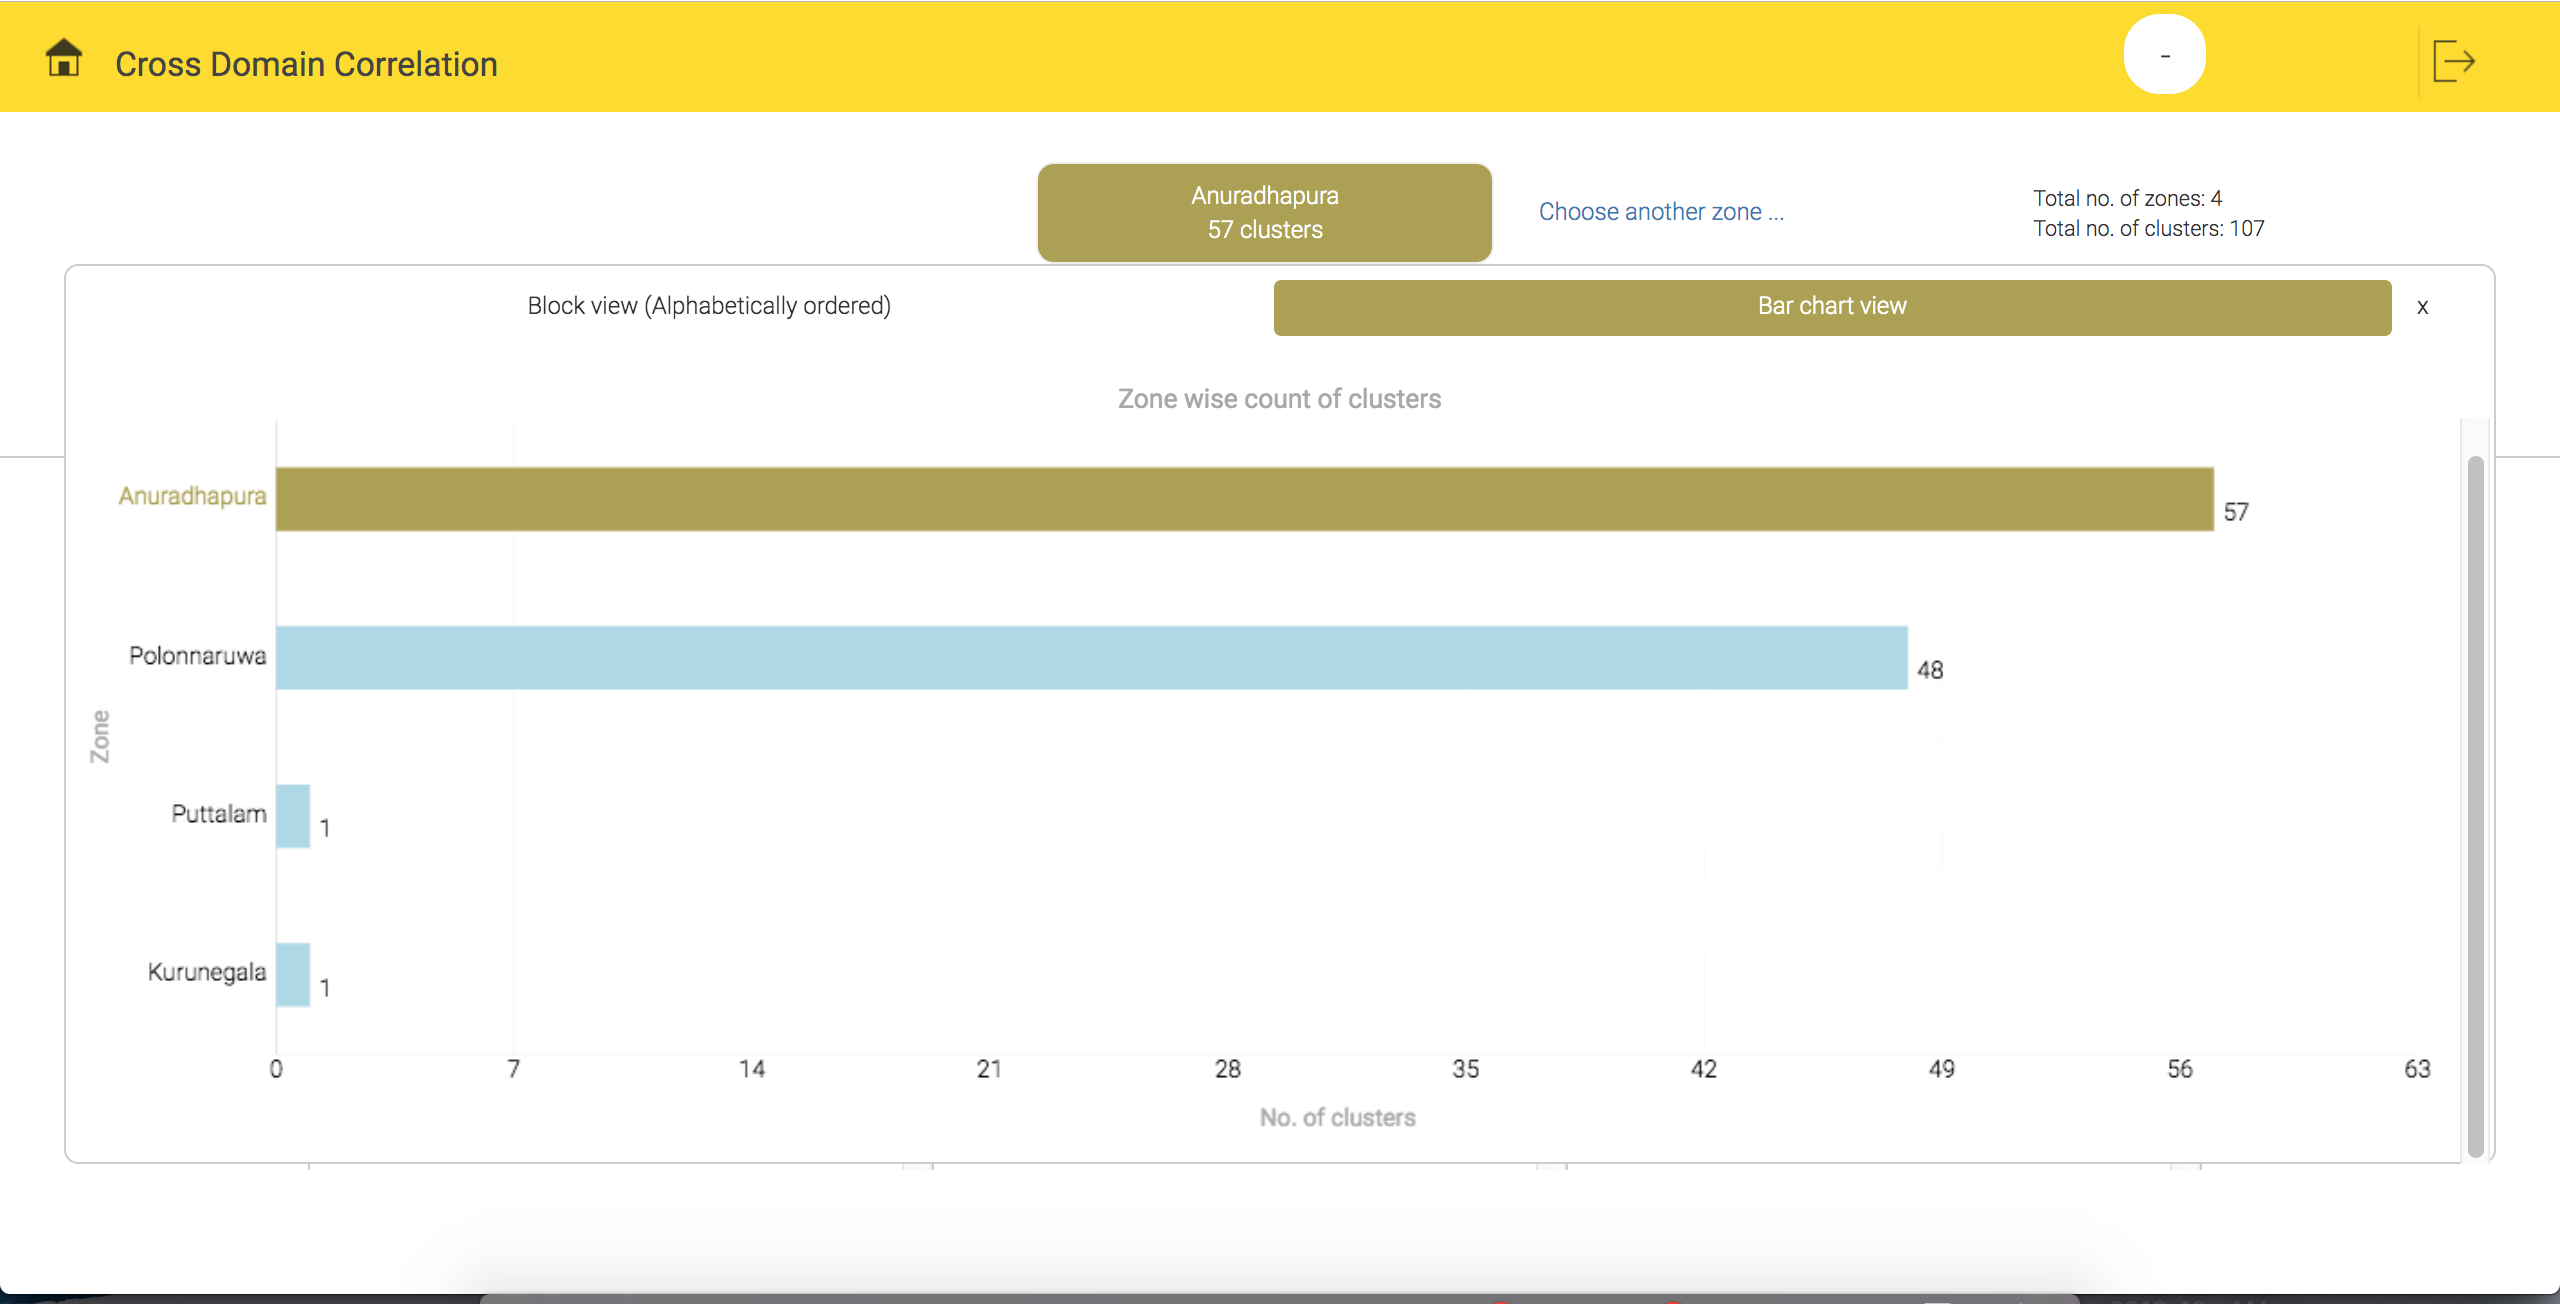 Cross Domain Correlation
-
Anuradhapura
57 clusters
Choose another zone ...
Total no. of zones: 4
Total no. of clusters: 107
Block view (Alphabetically ordered)
Bar chart view
x
Zone wise count of clusters
Anuradhapura
57
Polonnaruwa
48
Zone
Puttalam
1
Kurunegala
1
0 7 14 21 28 35 42 49 56 63
No. of clusters